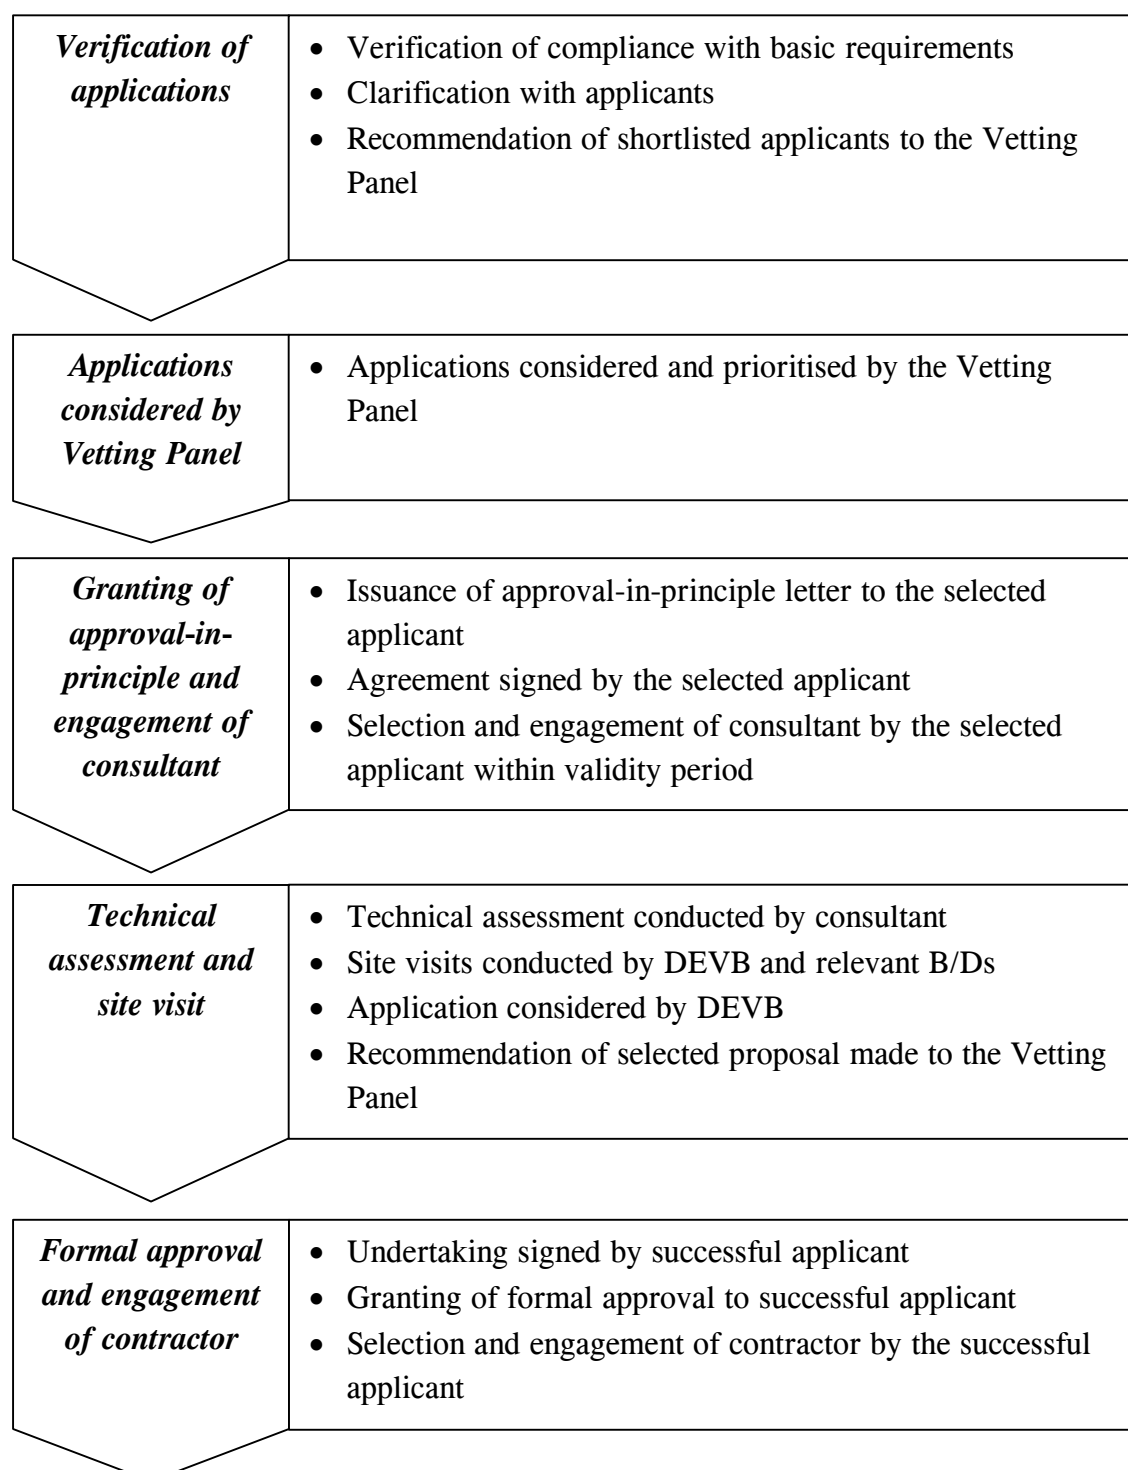 Verification of
applications
• Verification of compliance with basic requirements
• Clarification with applicants
• Recommendation of shortlisted applicants to the Vetting
Panel
Applications
considered by
Vetting Panel
• Applications considered and prioritised by the Vetting
Panel
Granting of
approval-in-
principle and
engagement of
consultant
• Issuance of approval-in-principle letter to the selected
applicant
• Agreement signed by the selected applicant
• Selection and engagement of consultant by the selected
applicant within validity period
Technical
assessment and
site visit
• Technical assessment conducted by consultant
• Site visits conducted by DEVB and relevant B/Ds
• Application considered by DEVB
• Recommendation of selected proposal made to the Vetting
Panel
Formal approval
and engagement
of contractor
• Undertaking signed by successful applicant
• Granting of formal approval to successful applicant
• Selection and engagement of contractor by the successful
applicant